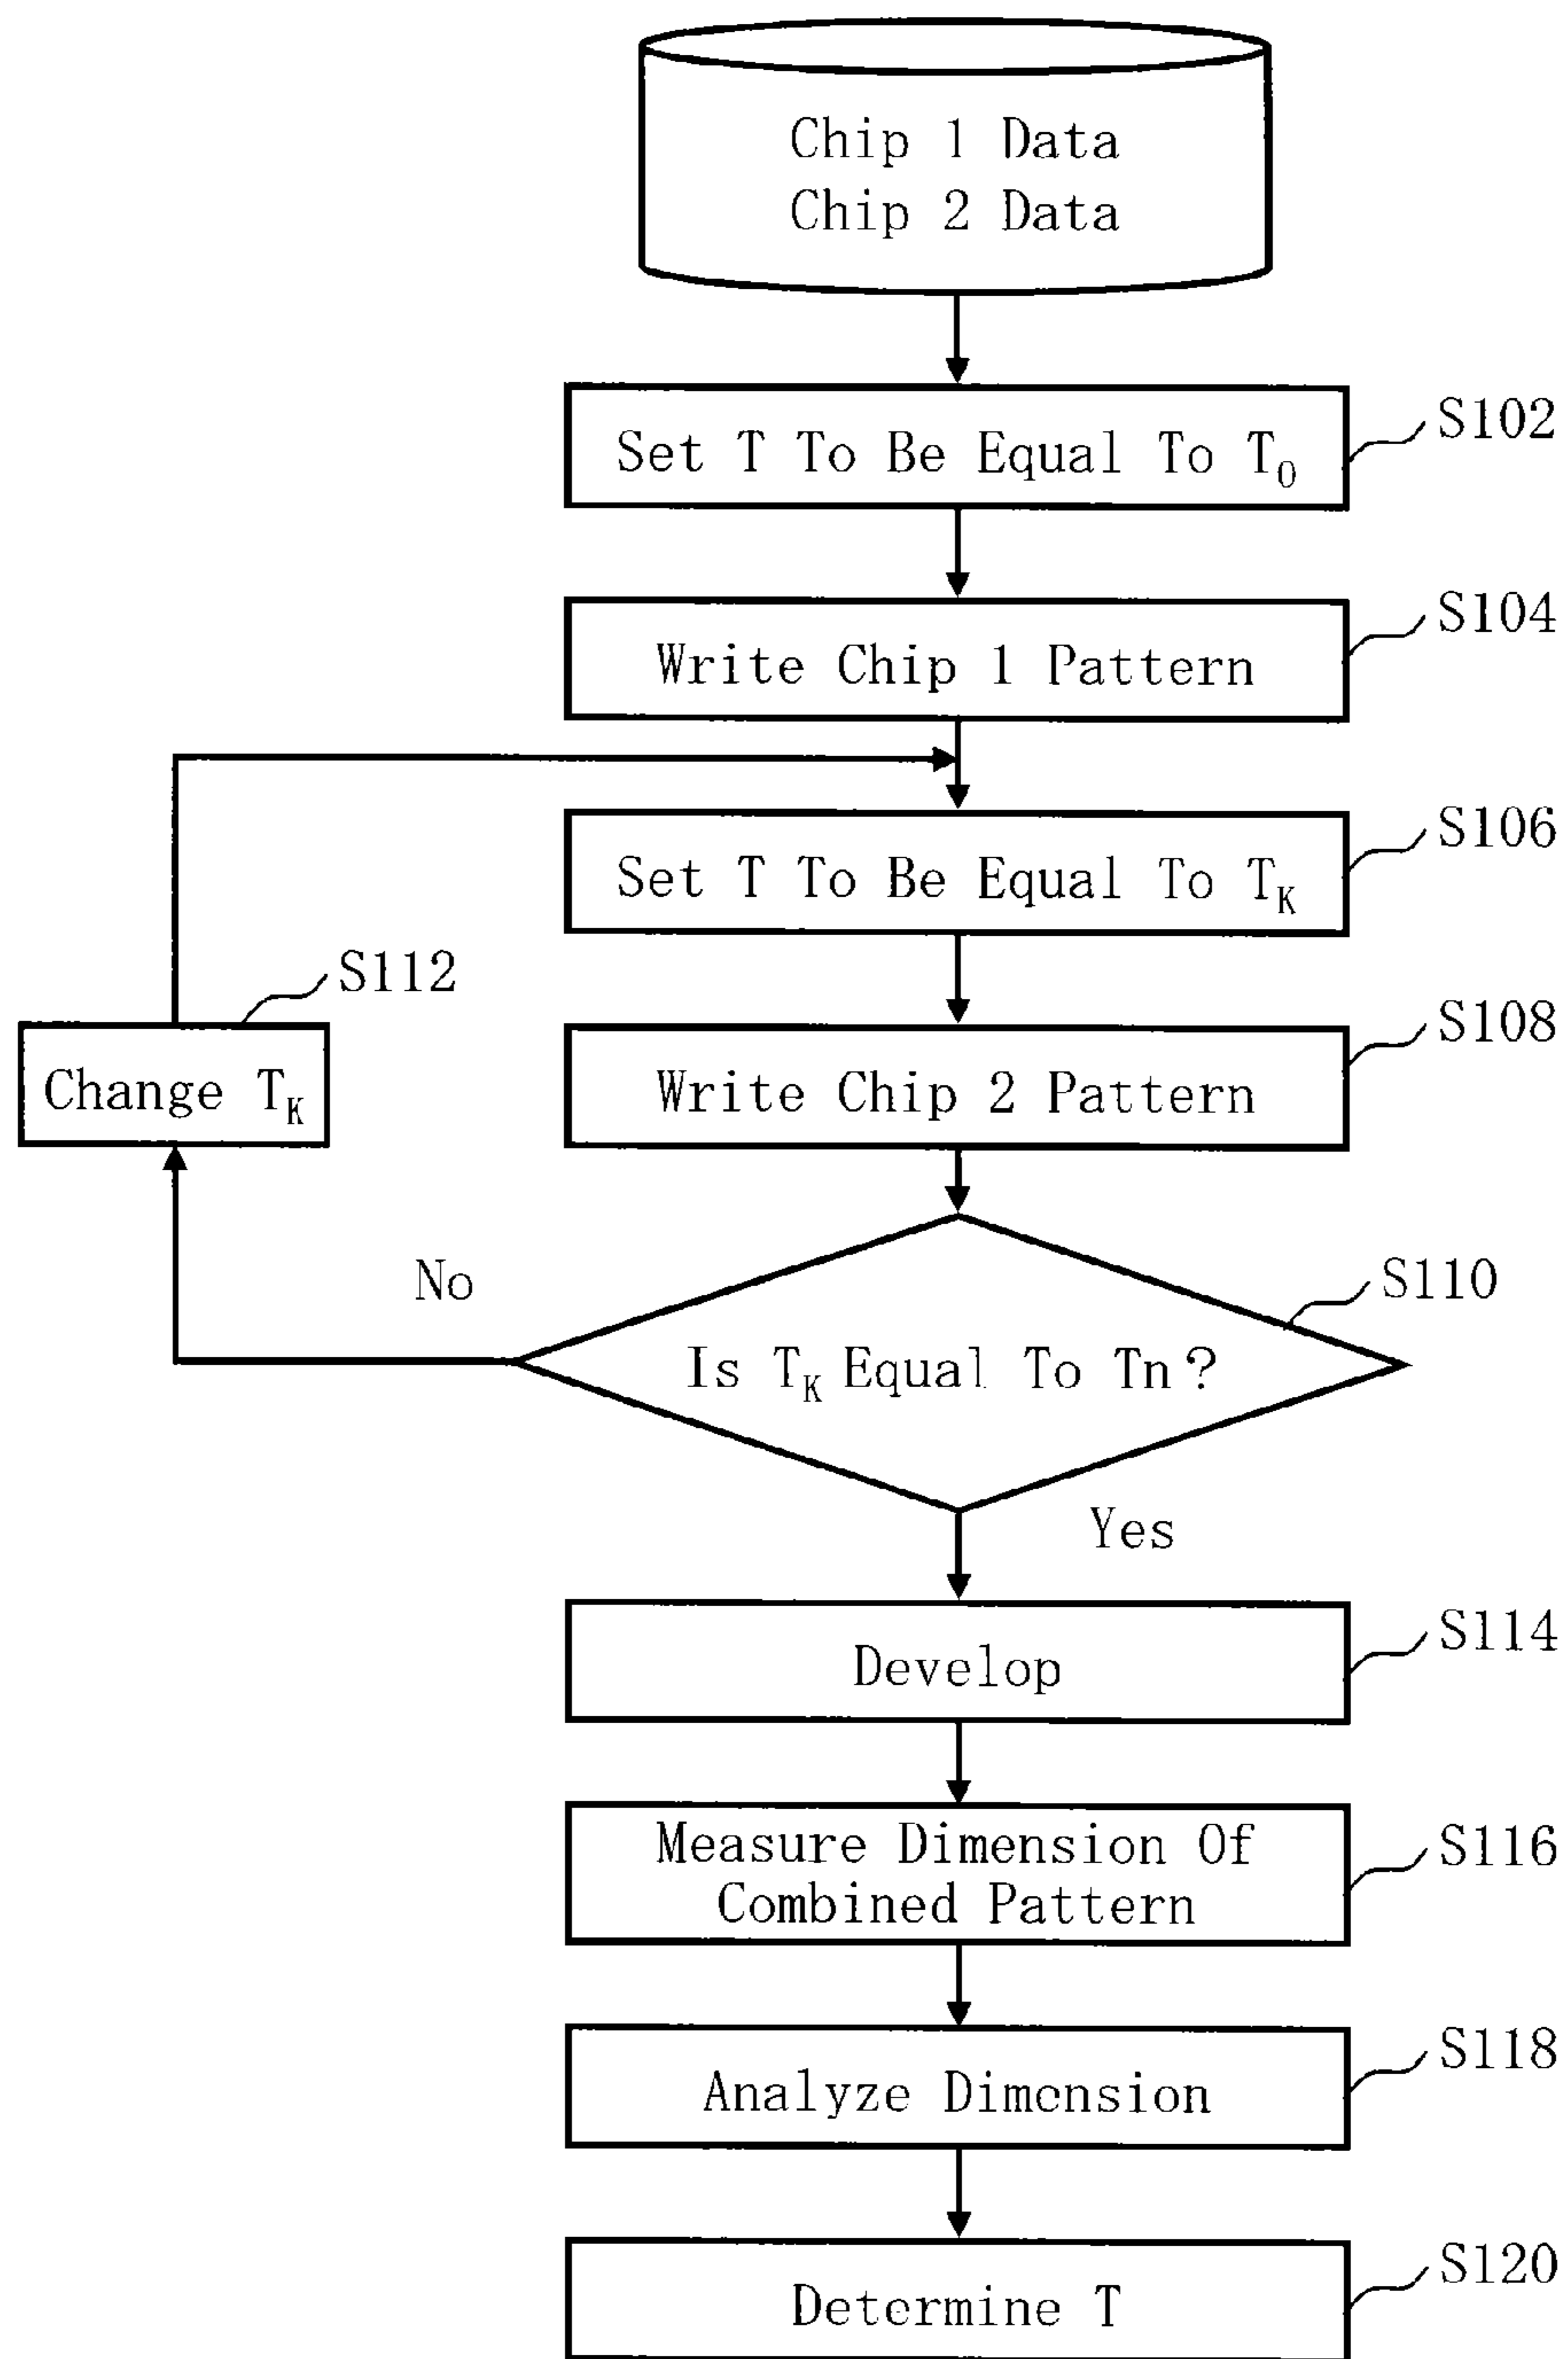 Chip 1 Data
Chip 2 Data
Set T To Be Equal To T₀
S102
Write Chip 1 Pattern
S104
Set T To Be Equal To Tₖ
S106
S112
Change Tₖ
Write Chip 2 Pattern
S108
No
Is Tₖ Equal To Tn?
S110
Yes
Develop
S114
Measure Dimension Of
Combined Pattern
S116
Analyze Dimension
S118
Determine T
S120